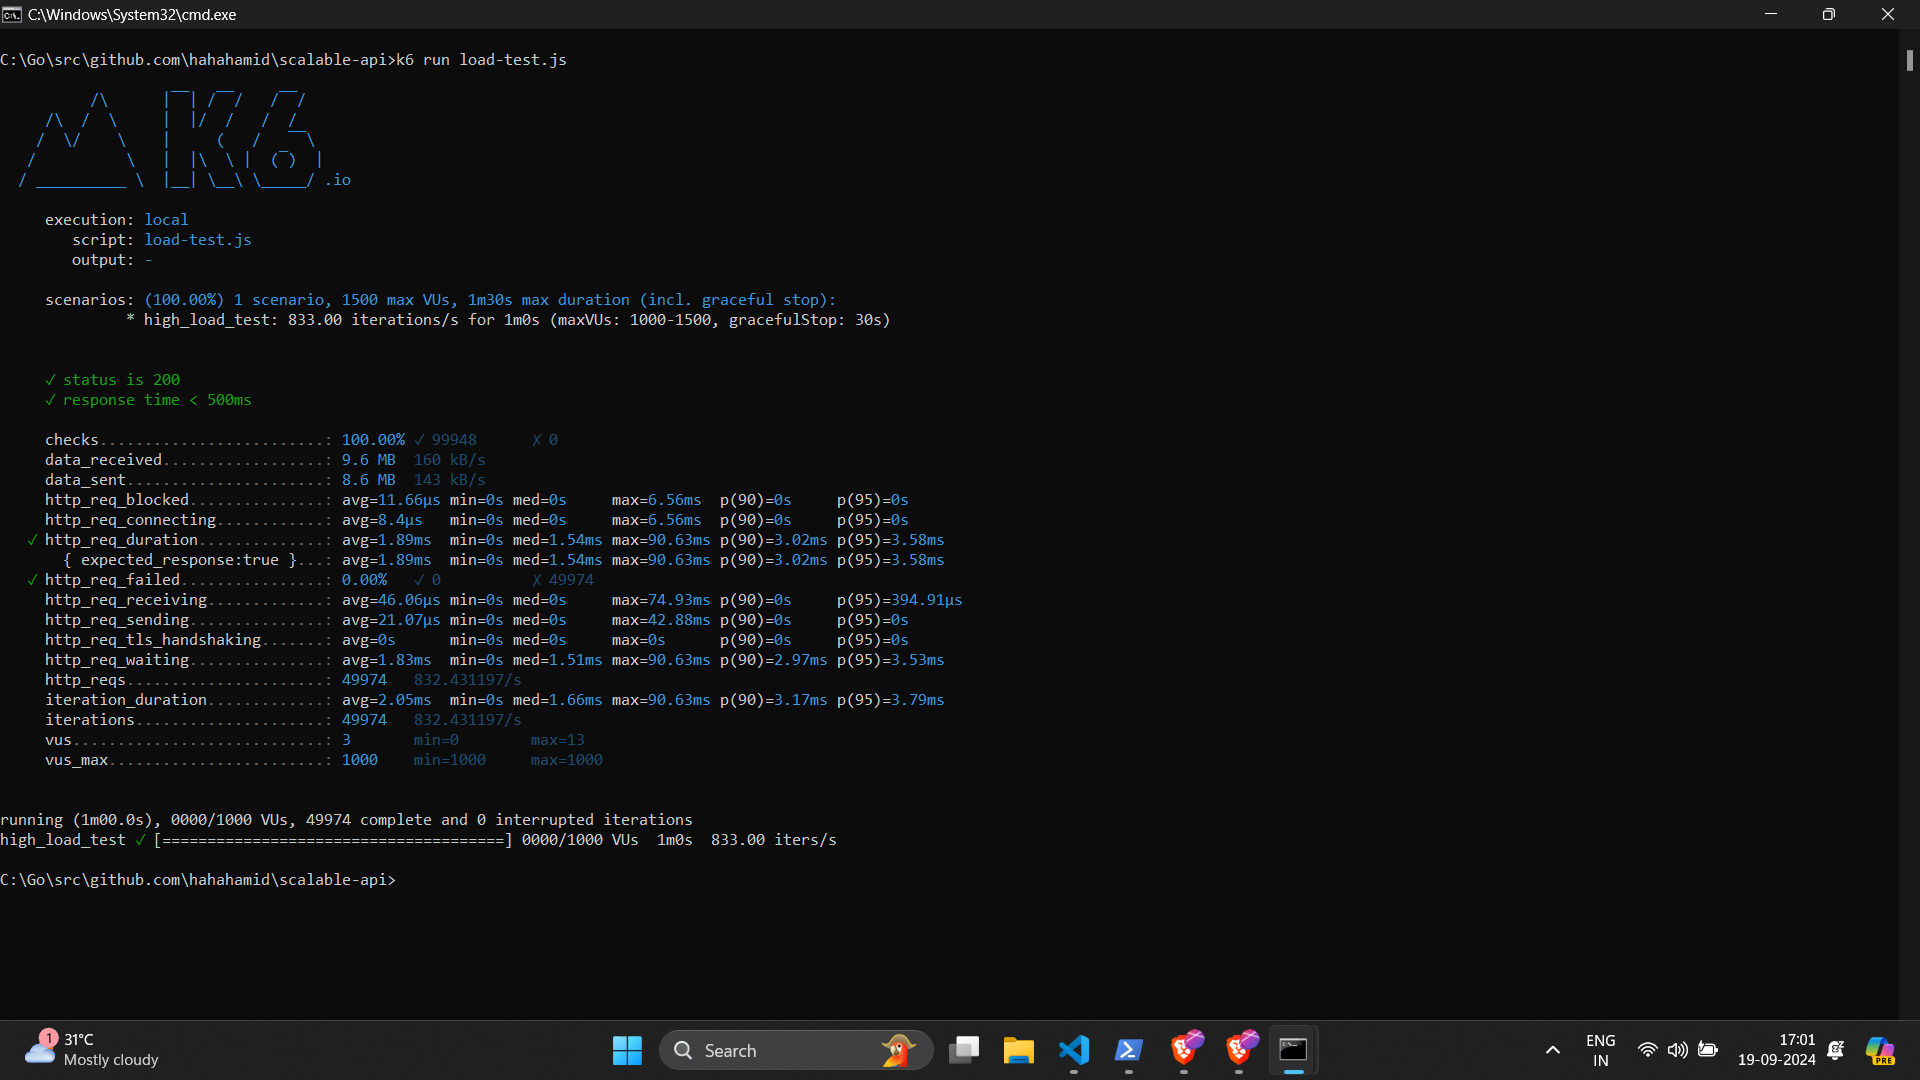 C:\Windows\System32\cmd.exe
C:\Go\src\github.com\hahahamid\scalable-api>k6 run load-test.js
K6 .io
execution: local
script: load-test.js
output: -
scenarios: (100.00%) 1 scenario, 1500 max VUs, 1m30s max duration (incl. graceful stop):
* high_load_test: 833.00 iterations/s for 1m0s (maxVUs: 1000-1500, gracefulStop: 30s)
✓ status is 200
✓ response time < 500ms
checks.........................: 100.00% ✓ 99948 ✗ 0
data_received..................: 9.6 MB 160 kB/s
data_sent......................: 8.6 MB 143 kB/s
http_req_blocked...............: avg=11.66µs min=0s med=0s max=6.56ms p(90)=0s p(95)=0s
http_req_connecting............: avg=8.4µs min=0s med=0s max=6.56ms p(90)=0s p(95)=0s
✓ http_req_duration..............: avg=1.89ms min=0s med=1.54ms max=90.63ms p(90)=3.02ms p(95)=3.58ms
{ expected_response:true }...: avg=1.89ms min=0s med=1.54ms max=90.63ms p(90)=3.02ms p(95)=3.58ms
✓ http_req_failed................: 0.00% ✓ 0 ✗ 49974
http_req_receiving.............: avg=46.06µs min=0s med=0s max=74.93ms p(90)=0s p(95)=394.91µs
http_req_sending...............: avg=21.07µs min=0s med=0s max=42.88ms p(90)=0s p(95)=0s
http_req_tls_handshaking.......: avg=0s min=0s med=0s max=0s p(90)=0s p(95)=0s
http_req_waiting...............: avg=1.83ms min=0s med=1.51ms max=90.63ms p(90)=2.97ms p(95)=3.53ms
http_reqs......................: 49974 832.431197/s
iteration_duration.............: avg=2.05ms min=0s med=1.66ms max=90.63ms p(90)=3.17ms p(95)=3.79ms
iterations.....................: 49974 832.431197/s
vus............................: 3 min=0 max=13
vus_max........................: 1000 min=1000 max=1000
running (1m00.0s), 0000/1000 VUs, 49974 complete and 0 interrupted iterations
high_load_test ✓ [======================================] 0000/1000 VUs 1m0s 833.00 iters/s
C:\Go\src\github.com\hahahamid\scalable-api>
1
31°C
Mostly cloudy
Search
ENG
IN
17:01
19-09-2024
PRE